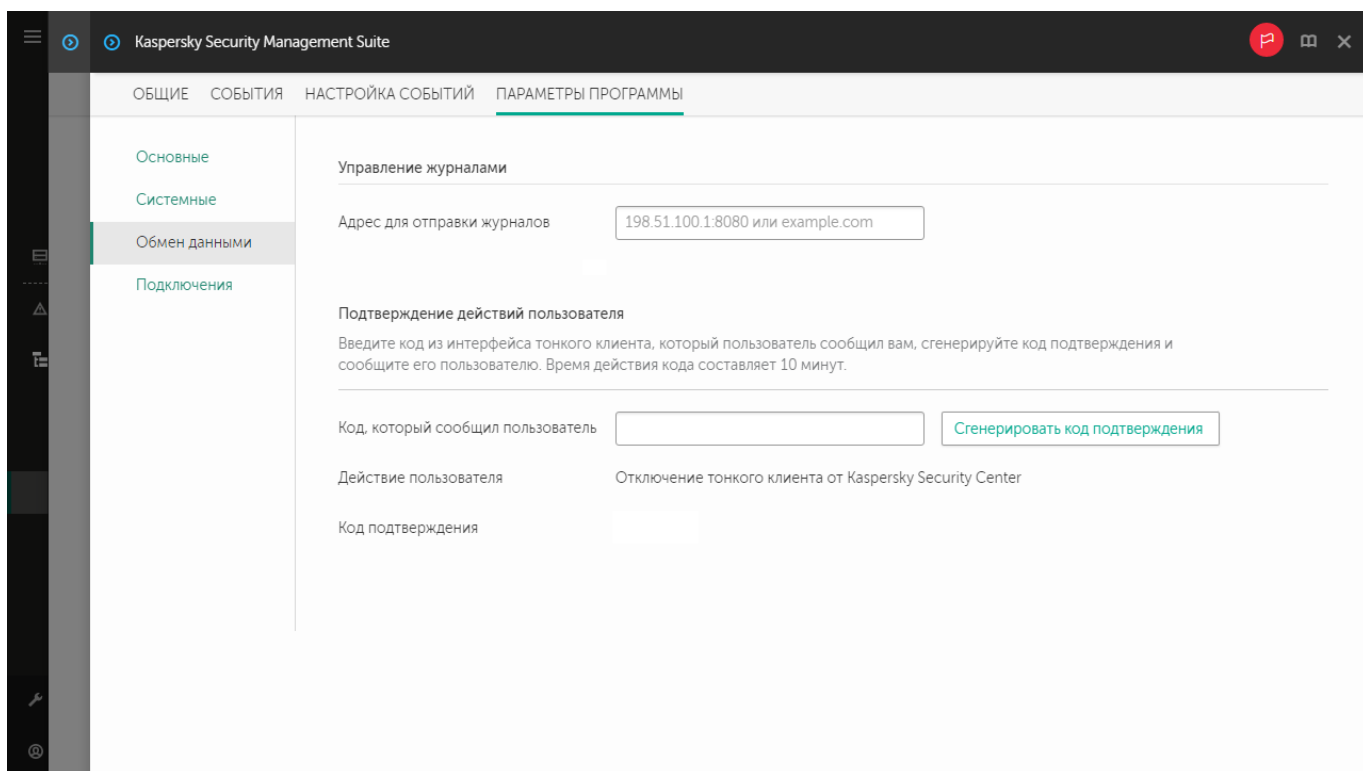 Kaspersky Security Management Suite
ОБЩИЕ СОБЫТИЯ НАСТРОЙКА СОБЫТИЙ ПАРАМЕТРЫ ПРОГРАММЫ
Основные
Системные
Обмен данными
Подключения
Управление журналами
Адрес для отправки журналов 198.51.100.1:8080 или example.com
Подтверждение действий пользователя
Введите код из интерфейса тонкого клиента, который пользователь сообщил вам, сгенерируйте код подтверждения и
сообщите его пользователю. Время действия кода составляет 10 минут.
Код, который сообщил пользователь Сгенерировать код подтверждения
Действие пользователя Отключение тонкого клиента от Kaspersky Security Center
Код подтверждения